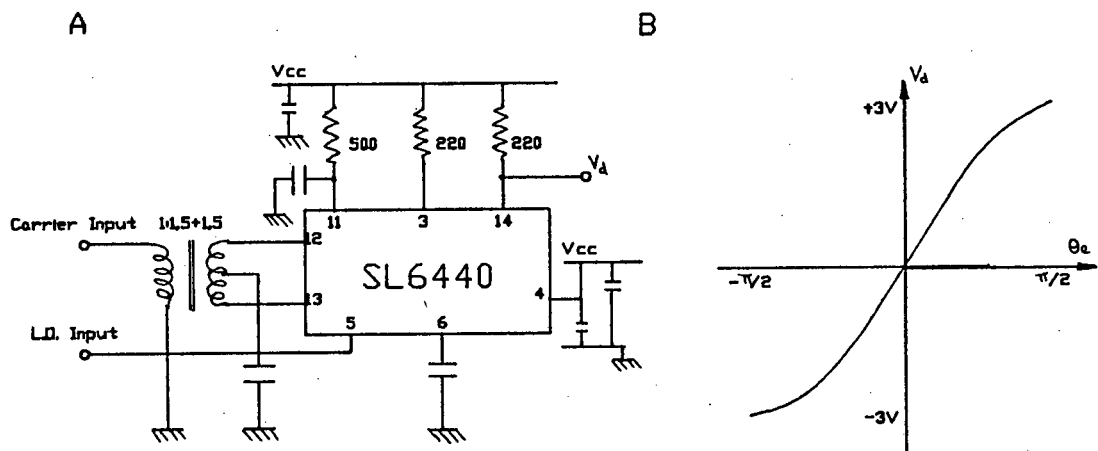 A
B
Vcc
500
220
220
Vd
11
3
14
Carrier Input
1:1.5+1.5
12
13
SL6440
Vcc
4
L.O. Input
5
6
Vd
+3V
θe
-π/2
π/2
-3V